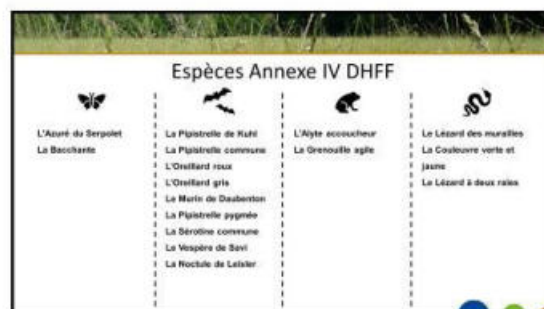 Espèces Annexe IV DHFF
L'Azuré du Serpolet
La Bacchante
La Pipistrelle de Kuhl
La Pipistrelle commune
L'Oreillard roux
L'Oreillard gris
Le Murin de Daubenton
La Pipistrelle pygmée
La Sérotine commune
Le Vespère de Savi
La Noctule de Leisler
L'Alyte accoucheur
La Grenouille agile
Le Lézard des murailles
La Couleuvre verte et
jaune
Le Lézard à deux raies